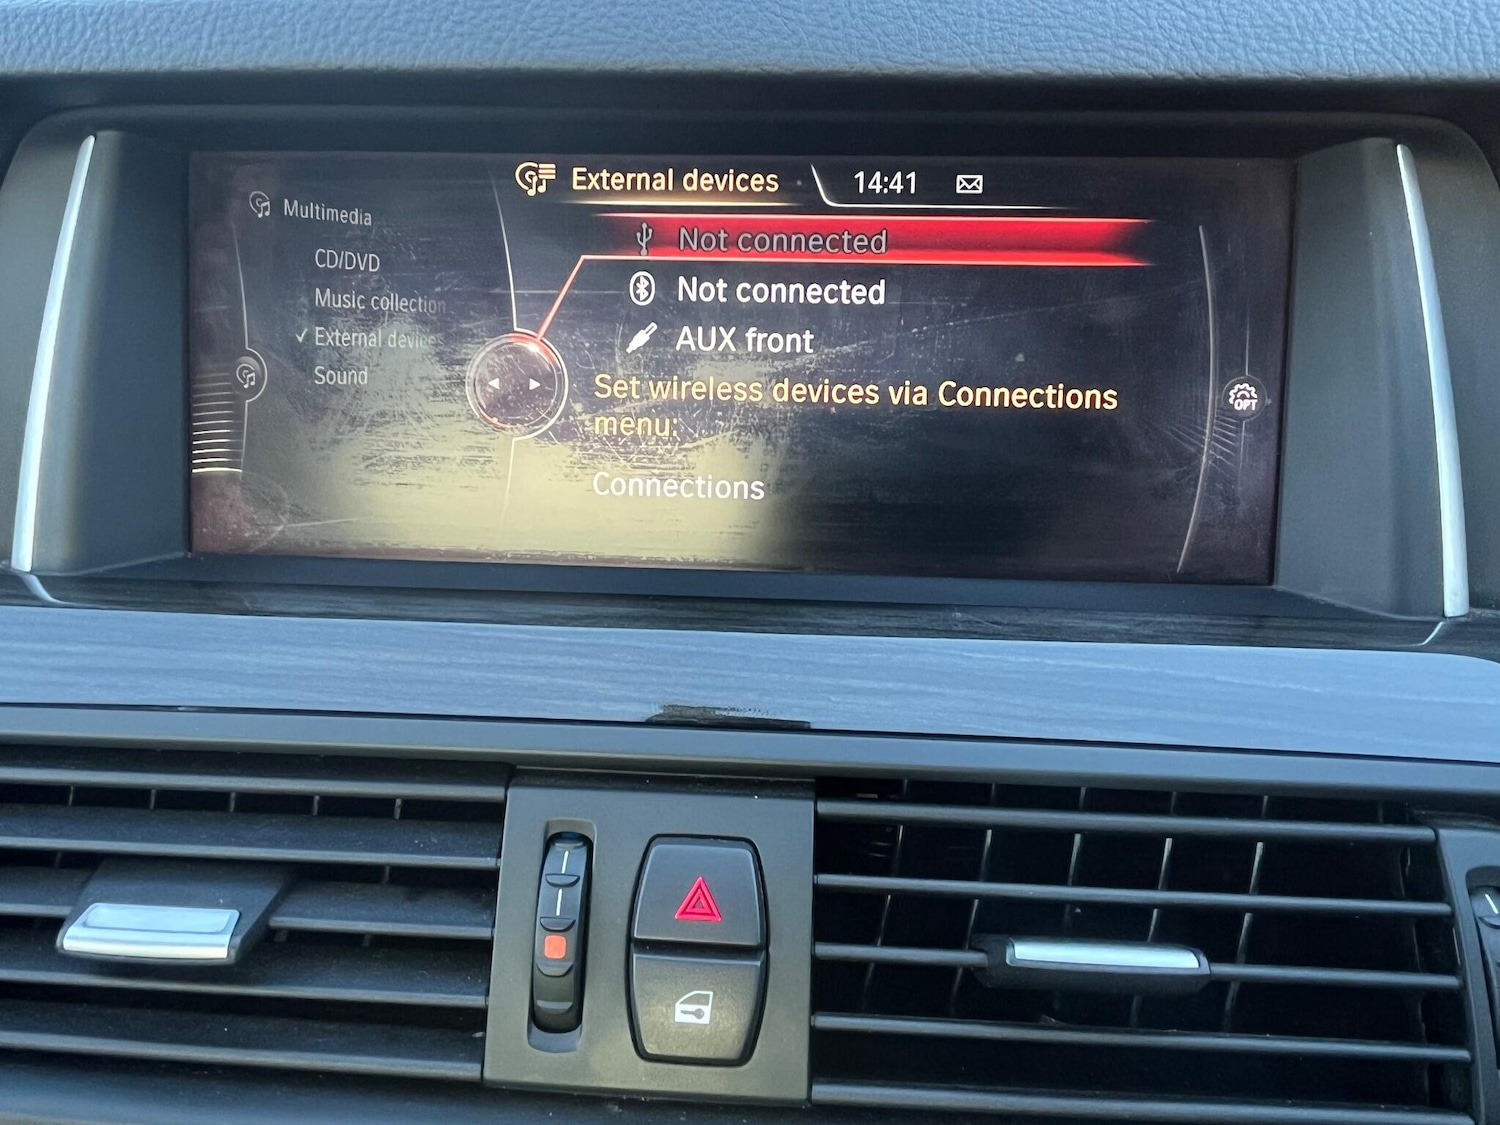 External devices
14:41
Multimedia
CD/DVD
Music collection
External devices
Sound
Not connected
Not connected
AUX front
Set wireless devices via Connections
menu:
Connections
OPT